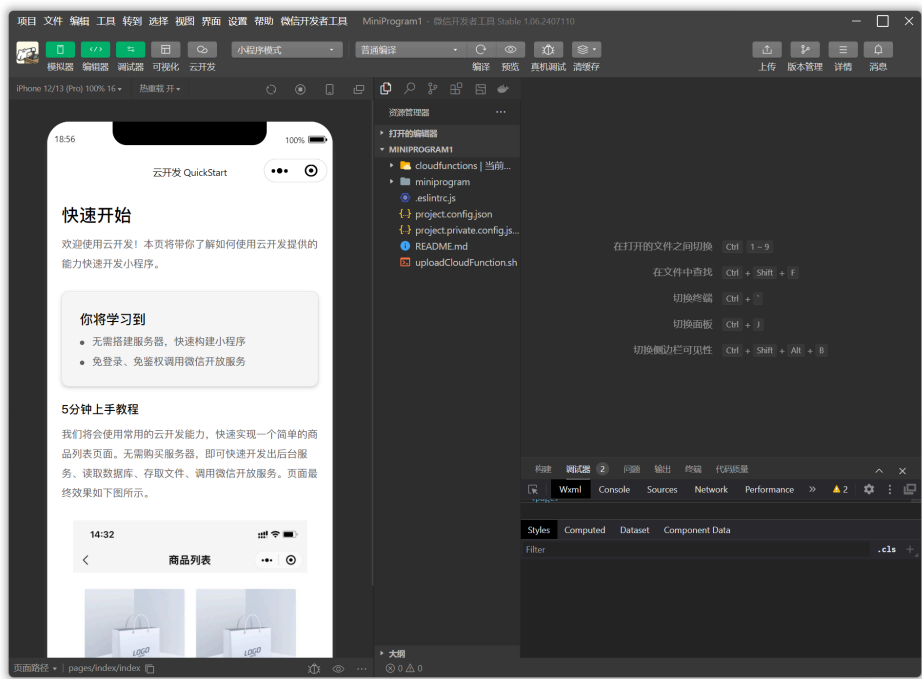 项目 文件 编辑 工具 转到 选择 视图 界面 设置 帮助 微信开发者工具 MiniProgram1 - 微信开发者工具 Stable 1.06.2407110
小程序模式 普通编译
模拟器 编辑器 调试器 可视化 云开发 编译 预览 真机调试 清缓存 上传 版本管理 详情 消息
iPhone 12/13 (Pro) 100% 16 热重载 开
资源管理器
打开的编辑器
MINIPROGRAM1
cloudfunctions | 当前...
miniprogram
.eslintrc.js
project.config.json
project.private.config.js...
README.md
uploadCloudFunction.sh
大纲
18:56 100%
云开发 QuickStart
快速开始
欢迎使用云开发！本页将带你了解如何使用云开发提供的
能力快速开发小程序。
你将学习到
无需搭建服务器，快速构建小程序
免登录、免鉴权调用微信开放服务
5分钟上手教程
我们将会使用常用的云开发能力，快速实现一个简单的商
品列表页面。无需购买服务器，即可快速开发出后台服
务、读取数据库、存取文件、调用微信开放服务。页面最
终效果如下图所示。
14:32
商品列表
LOGO LOGO
在打开的文件之间切换 Ctrl 1 ~ 9
在文件中查找 Ctrl + Shift + F
切换终端 Ctrl + `
切换面板 Ctrl + J
切换侧边栏可见性 Ctrl + Shift + Alt + B
构建 调试器 2 问题 输出 终端 代码质量
Wxml Console Sources Network Performance 2
Styles Computed Dataset Component Data
Filter .cls
页面路径 pages/index/index 0 0